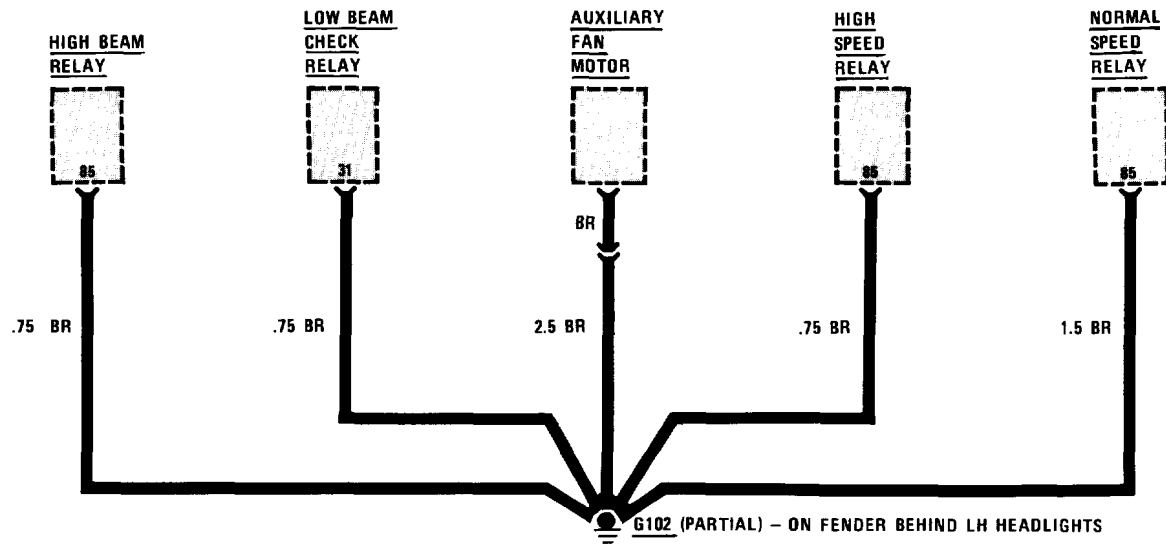 HIGH BEAM
RELAY
LOW BEAM
CHECK
RELAY
AUXILIARY
FAN
MOTOR
HIGH
SPEED
RELAY
NORMAL
SPEED
RELAY
85
31
85
85
BR
.75 BR
.75 BR
2.5 BR
.75 BR
1.5 BR
G102 (PARTIAL) – ON FENDER BEHIND LH HEADLIGHTS